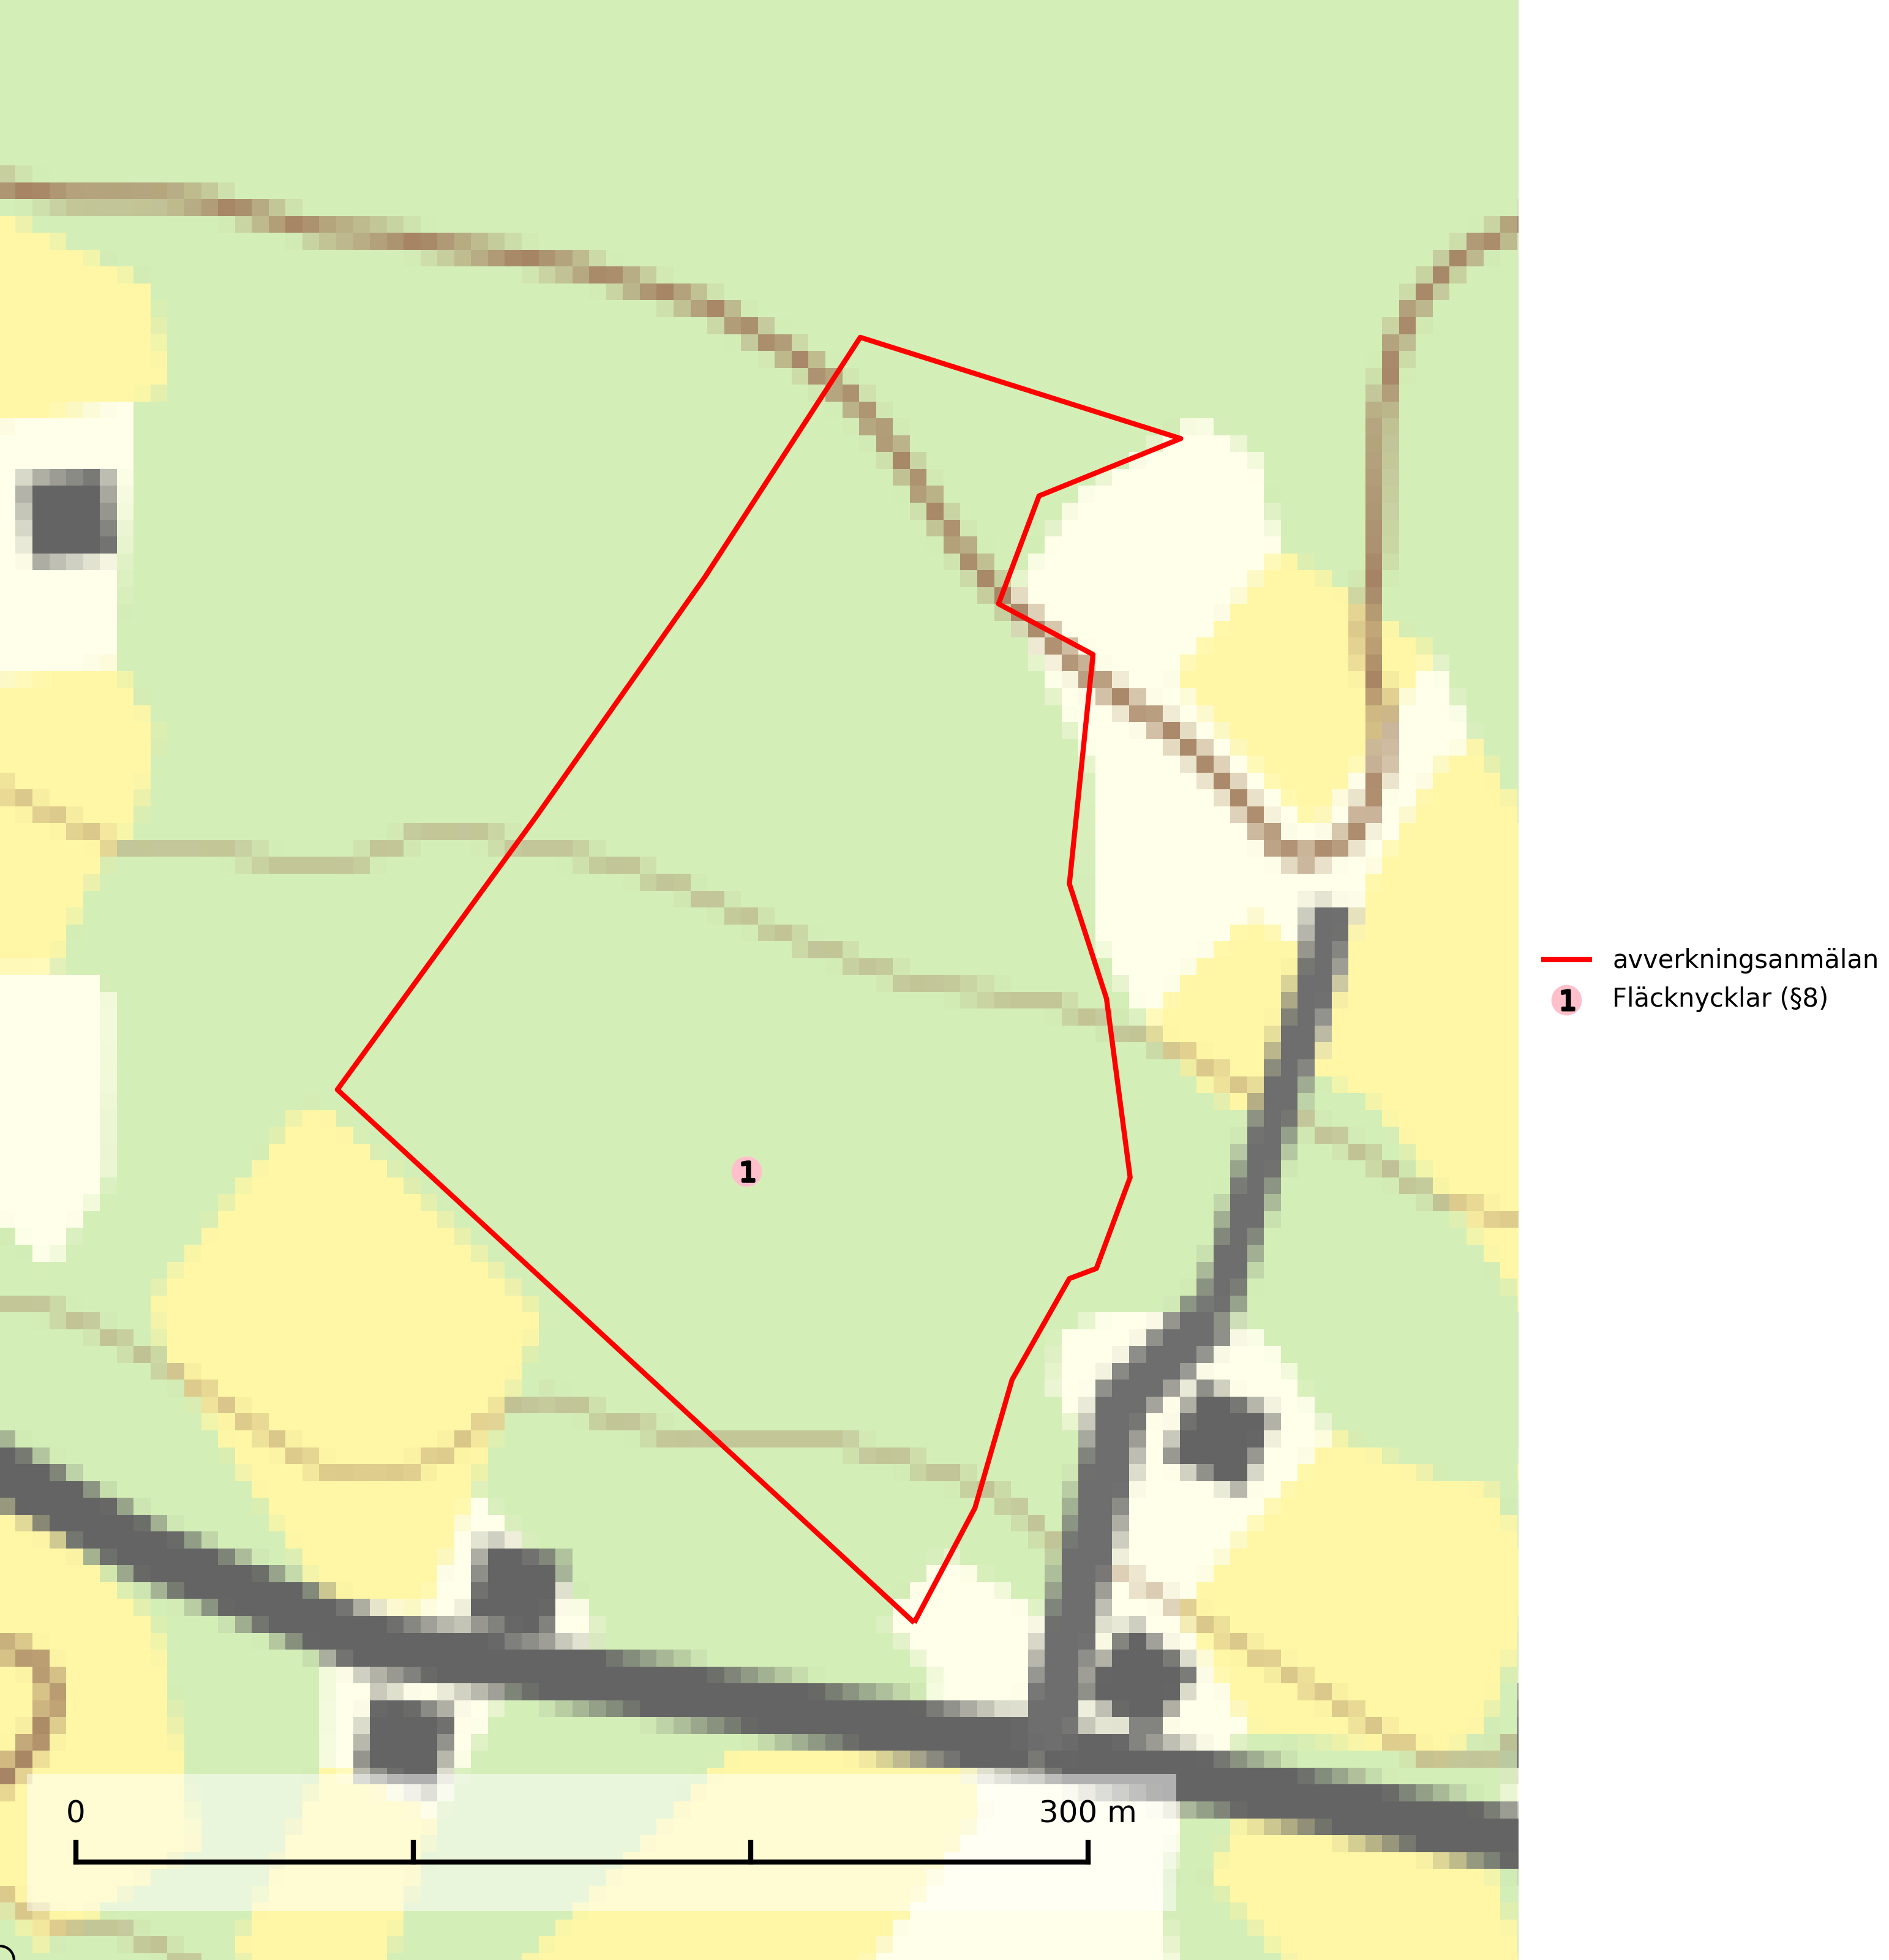 1
avverkningsanmälan
1 Fläcknycklar (§8)
0 300 m